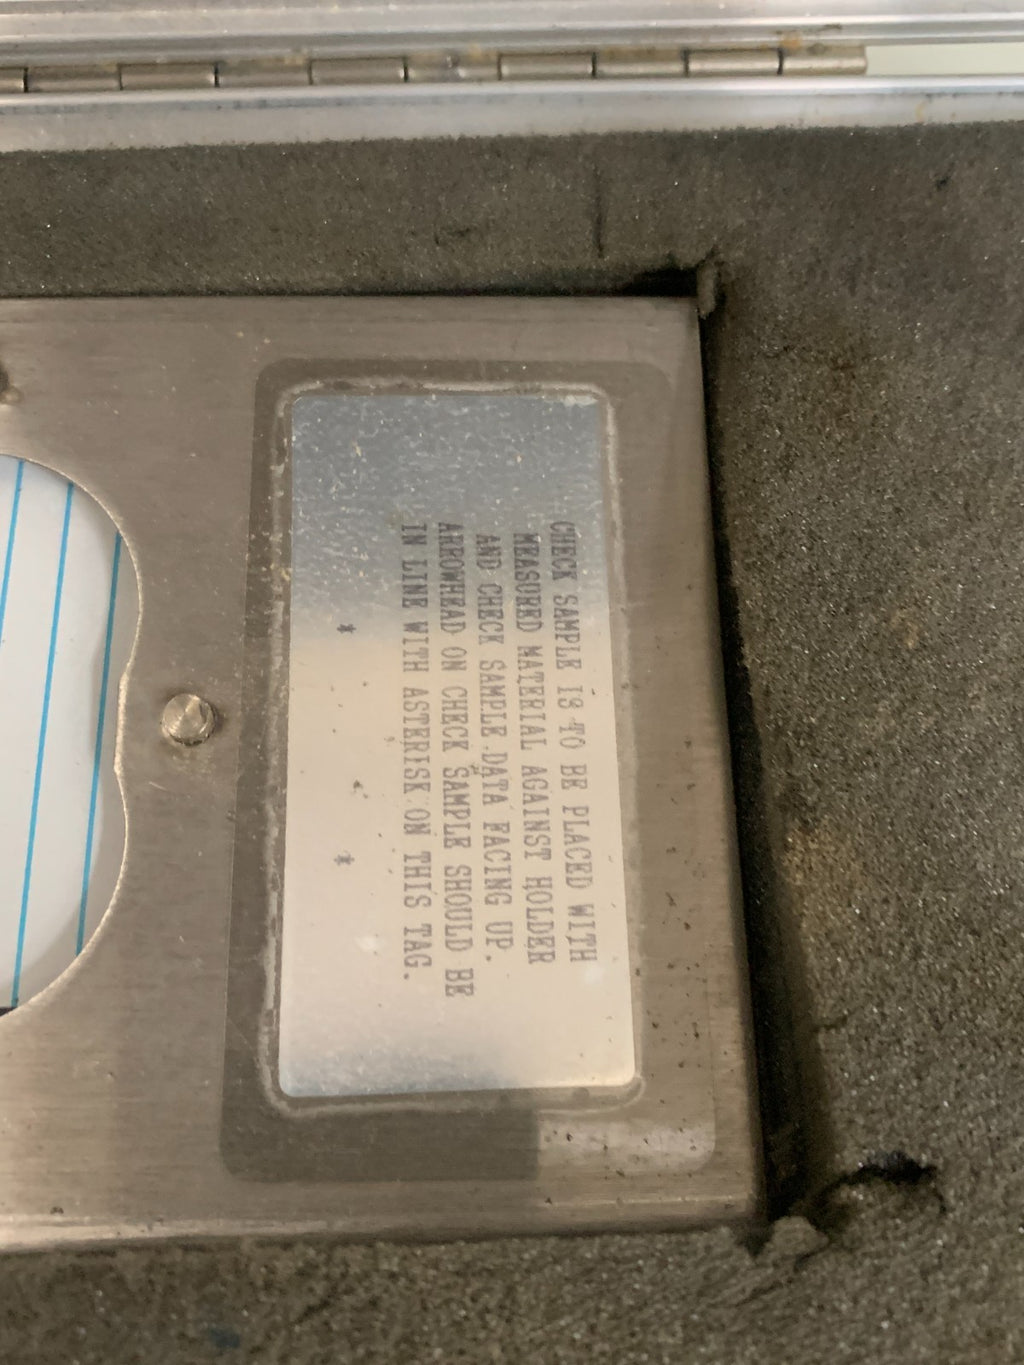 CHECK SAMPLE IS TO BE PLACED WITH
MEASURED MATERIAL AGAINST HOLDER
AND CHECK SAMPLE DATA FACING UP.
ARROWHEAD ON CHECK SAMPLE SHOULD BE
IN LINE WITH ASTERISK ON THIS TAG.
* *